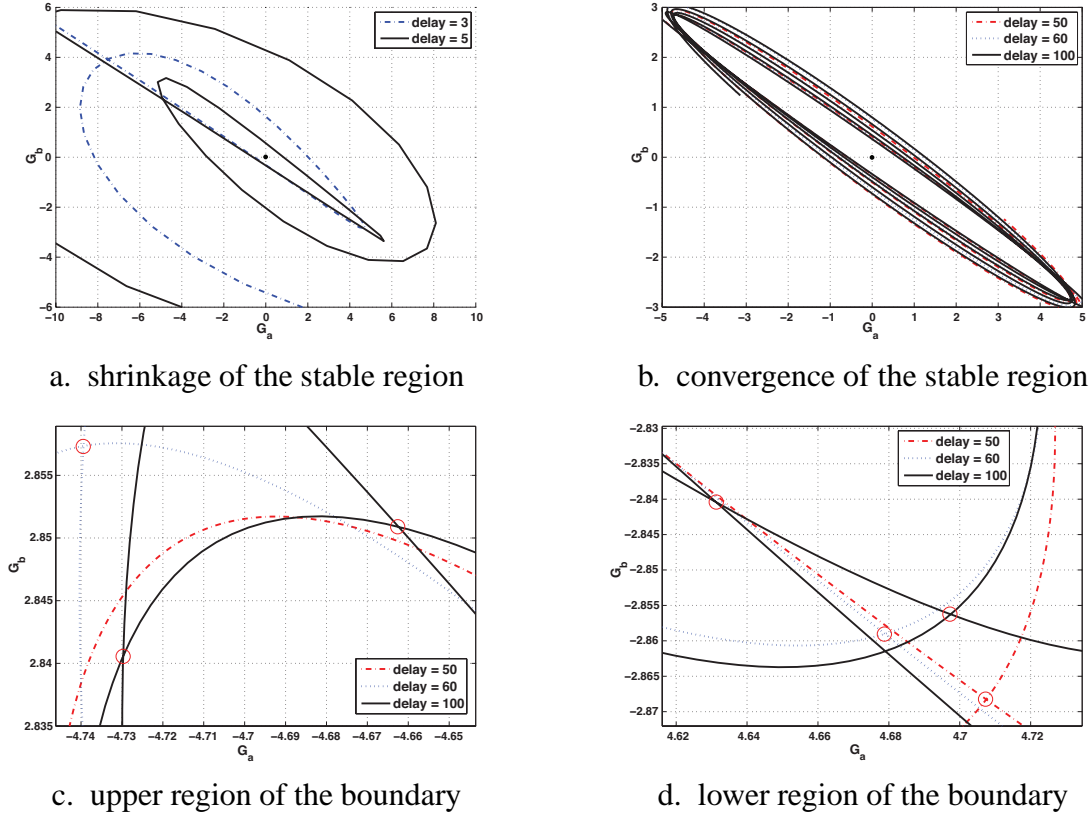 6
4
2
0
−2
−4
−6
G_b
−10 −8 −6 −4 −2 0 2 4 6 8 10
G_a
delay = 3
delay = 5
a. shrinkage of the stable region
3
2
1
0
−1
−2
−3
G_b
−5 −4 −3 −2 −1 0 1 2 3 4 5
G_a
delay = 50
delay = 60
delay = 100
b. convergence of the stable region
2.855
2.85
2.845
2.84
2.835
G_b
−4.74 −4.73 −4.72 −4.71 −4.7 −4.69 −4.68 −4.67 −4.66 −4.65
G_a
delay = 50
delay = 60
delay = 100
c. upper region of the boundary
−2.83
−2.835
−2.84
−2.845
−2.85
−2.855
−2.86
−2.865
−2.87
G_b
4.62 4.64 4.66 4.68 4.7 4.72
G_a
delay = 50
delay = 60
delay = 100
d. lower region of the boundary